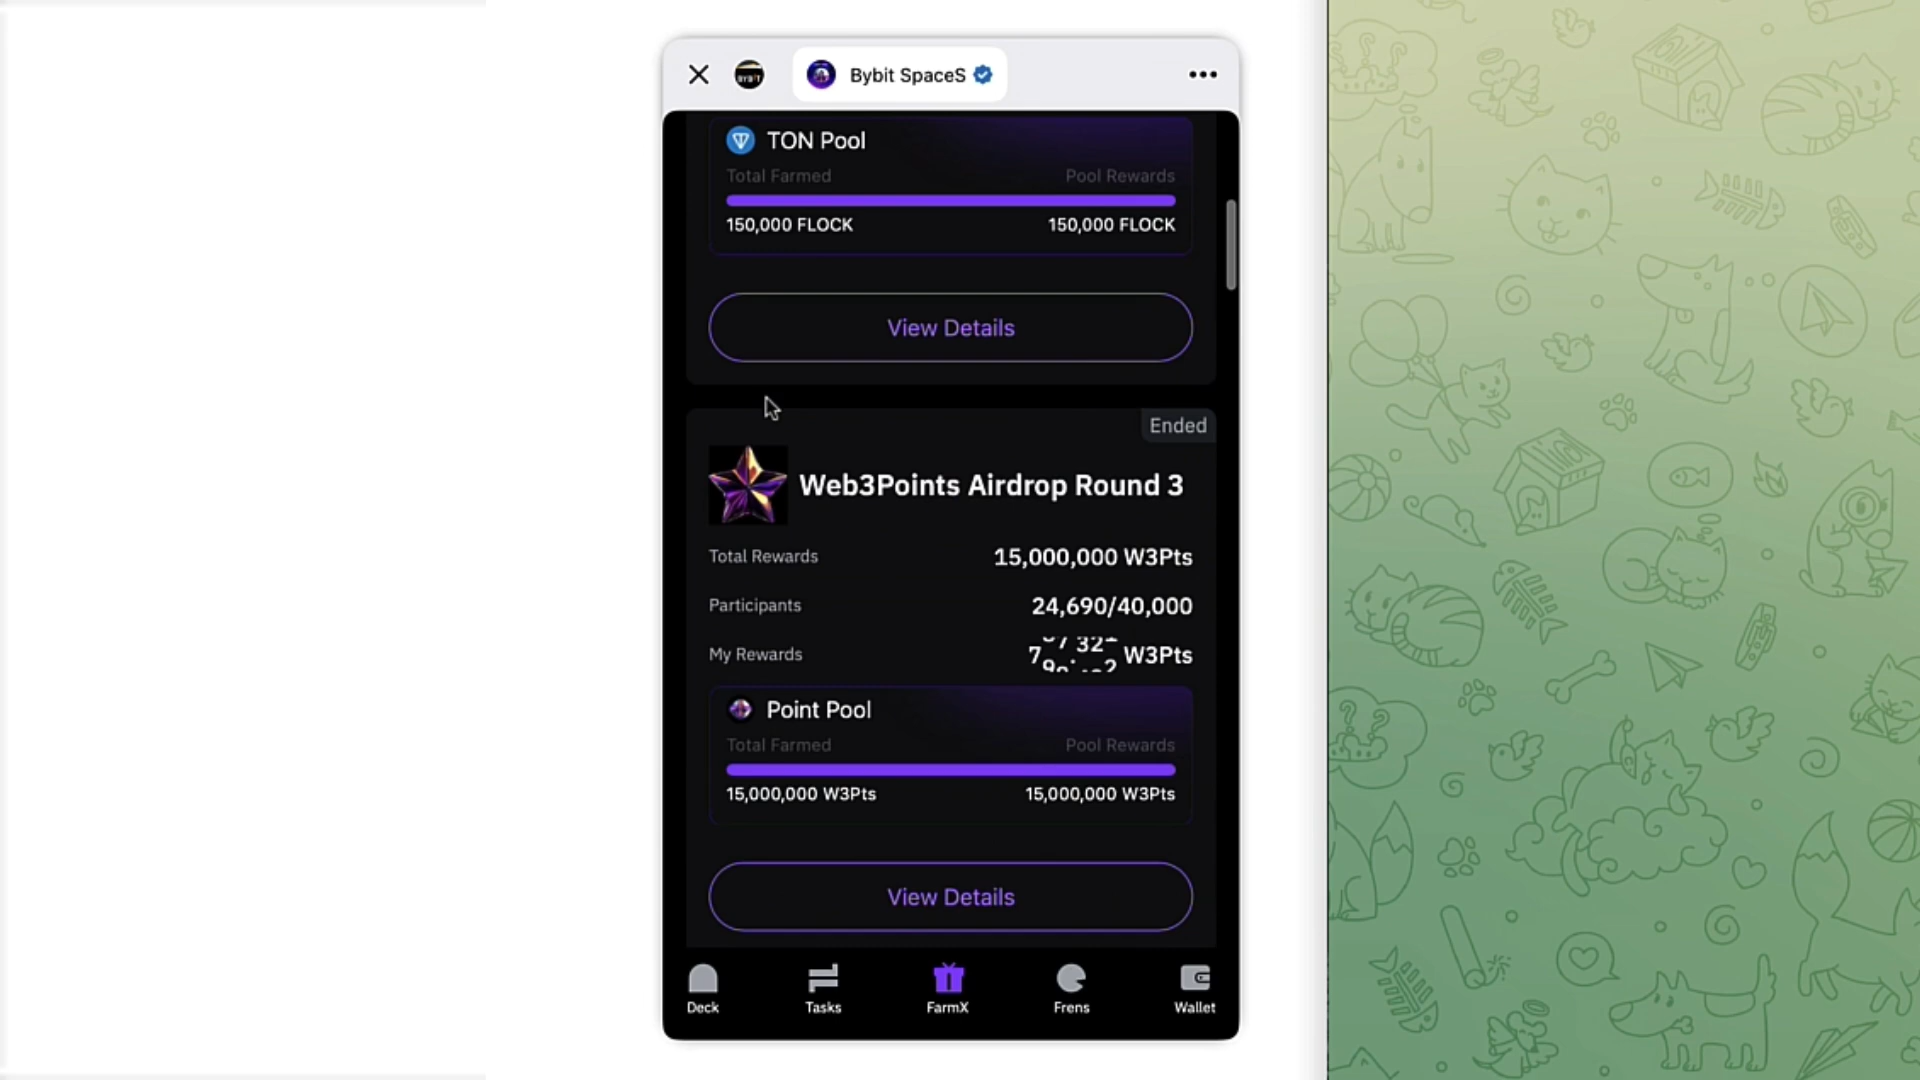 BYBIT
Bybit SpaceS
TON Pool
Total Farmed Pool Rewards
150,000 FLOCK 150,000 FLOCK
View Details
Ended
Web3Points Airdrop Round 3
Total Rewards 15,000,000 W3Pts
Participants 24,690/40,000
My Rewards W3Pts
Point Pool
Total Farmed Pool Rewards
15,000,000 W3Pts 15,000,000 W3Pts
View Details
Deck Tasks FarmX Frens Wallet